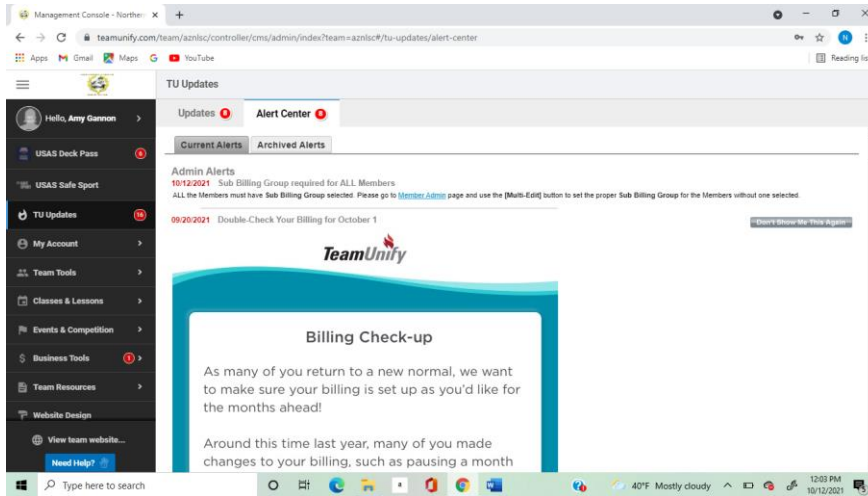 Management Console - Northern
teamunify.com/team/aznlsc/controller/cms/admin/index?team=aznlsc#/tu-updates/alert-center
N
Apps
Gmail
Maps
YouTube
Reading lis
TU Updates
Hello, Amy Gannon
Updates 8
Alert Center 8
USAS Deck Pass 6
Current Alerts
Archived Alerts
USAS Safe Sport
Admin Alerts
10/12/2021 Sub Billing Group required for ALL Members
ALL the Members must have Sub Billing Group selected. Please go to Member Admin page and use the [Multi-Edit] button to set the proper Sub Billing Group for the Members without one selected.
TU Updates 16
09/20/2021 Double-Check Your Billing for October 1
Don't Show Me This Again
My Account
TeamUnify
Team Tools
Classes & Lessons
Events & Competition
Billing Check-up
Business Tools 1
As many of you return to a new normal, we want
to make sure your billing is set up as you'd like for
the months ahead!
Team Resources
Website Design
View team website...
Around this time last year, many of you made
changes to your billing, such as pausing a month
Need Help?
Type here to search
40°F Mostly cloudy
12:03 PM
10/12/2021